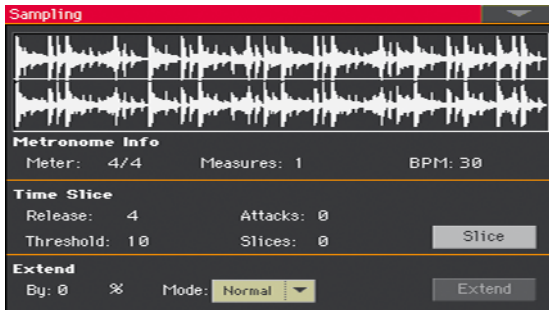 Sampling
Metronome Info
Meter: 4/4 Measures: 1 BPM: 30
Time Slice
Release: 4 Attacks: 0
Threshold: 10 Slices: 0 Slice
Extend
By: 0 % Mode: Normal Extend